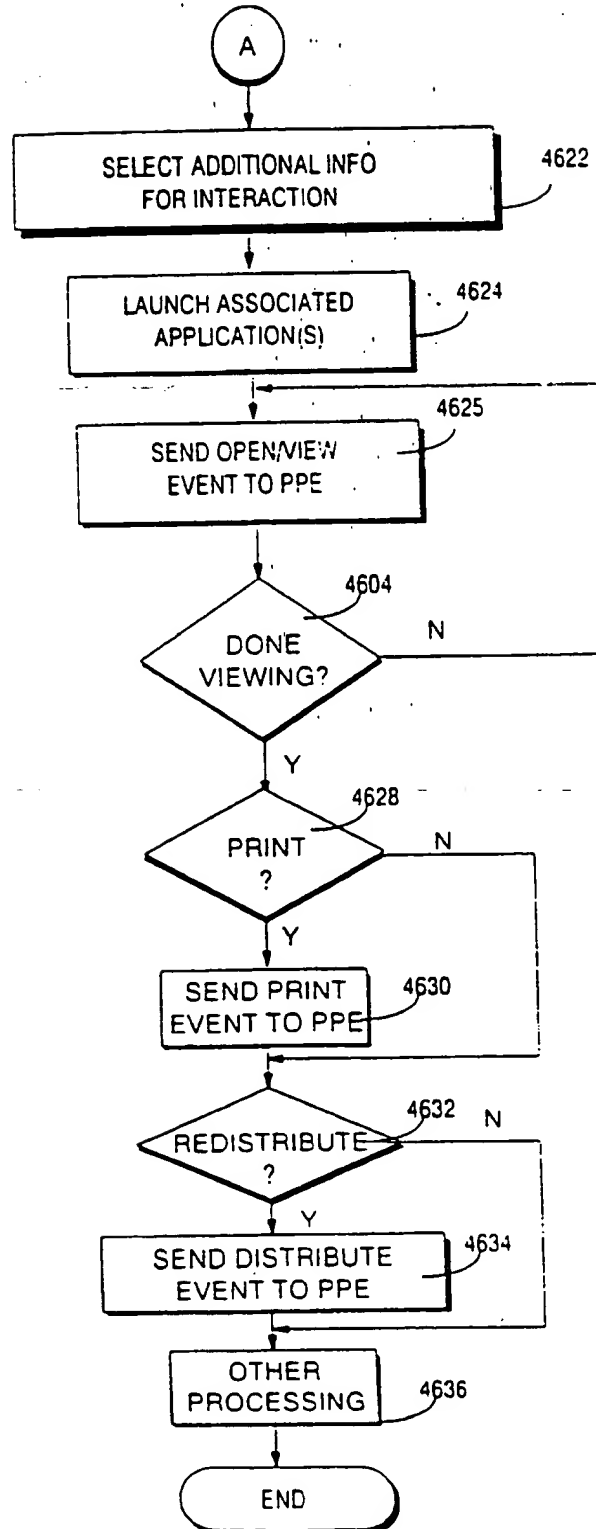 A
SELECT ADDITIONAL INFO
FOR INTERACTION
4622
LAUNCH ASSOCIATED
APPLICATION(S)
4624
4625
SEND OPEN/VIEW
EVENT TO PPE
4604
DONE
VIEWING?
N
Y
4628
PRINT
?
N
Y
SEND PRINT
EVENT TO PPE
4630
4632
REDISTRIBUTE
?
N
Y
SEND DISTRIBUTE
EVENT TO PPE
4634
OTHER
PROCESSING
4636
END